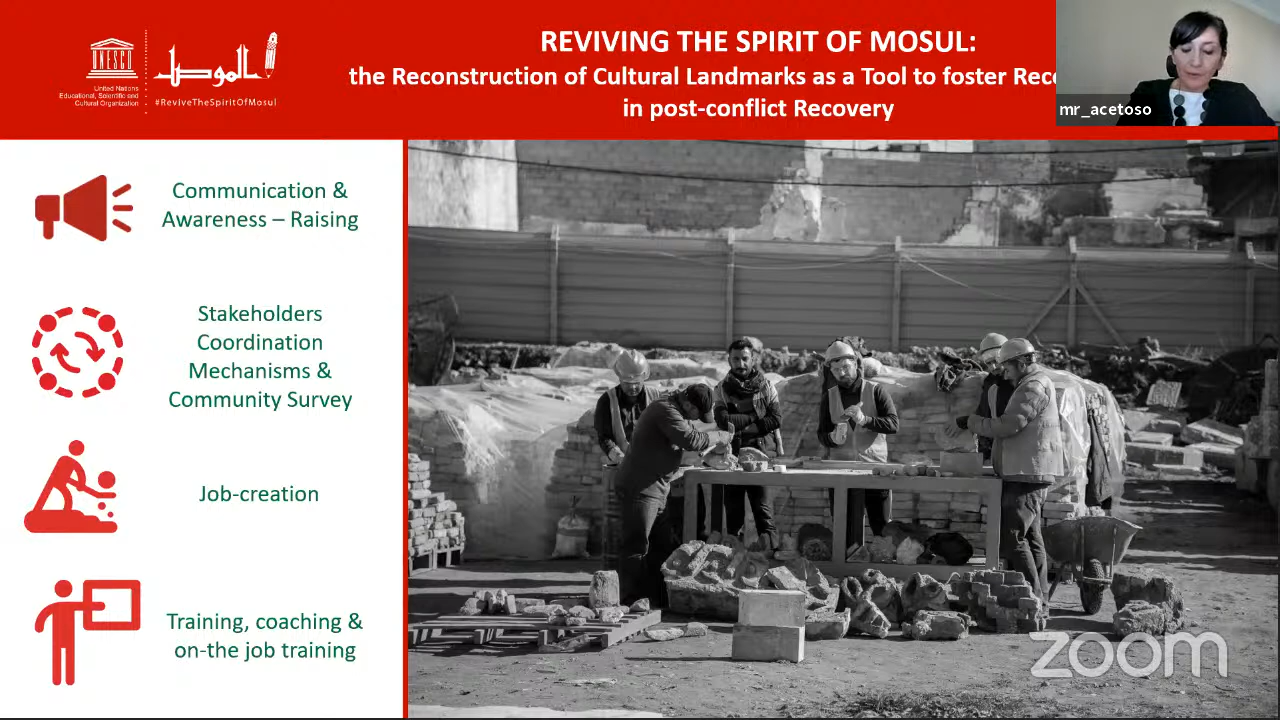 REVIVING THE SPIRIT OF MOSUL:
the Reconstruction of Cultural Landmarks as a Tool to foster
in post-conflict Recovery
UNESCO
United Nations
Educational, Scientific and
Cultural Organization
الموصل
#ReviveTheSpiritOfMosul
mr_acetoso
Communication &
Awareness – Raising
Stakeholders
Coordination
Mechanisms &
Community Survey
Job-creation
Training, coaching &
on-the job training
zoom